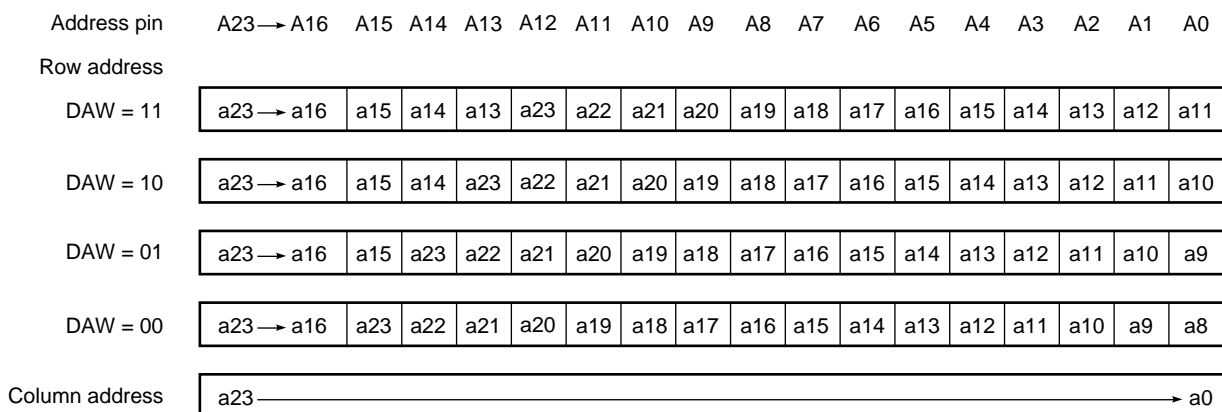 Address pin A23 → A16 A15 A14 A13 A12 A11 A10 A9 A8 A7 A6 A5 A4 A3 A2 A1 A0
Row address
DAW = 11 a23 → a16 a15 a14 a13 a23 a22 a21 a20 a19 a18 a17 a16 a15 a14 a13 a12 a11
DAW = 10 a23 → a16 a15 a14 a23 a22 a21 a20 a19 a18 a17 a16 a15 a14 a13 a12 a11 a10
DAW = 01 a23 → a16 a15 a23 a22 a21 a20 a19 a18 a17 a16 a15 a14 a13 a12 a11 a10 a9
DAW = 00 a23 → a16 a23 a22 a21 a20 a19 a18 a17 a16 a15 a14 a13 a12 a11 a10 a9 a8
Column address a23 → a0